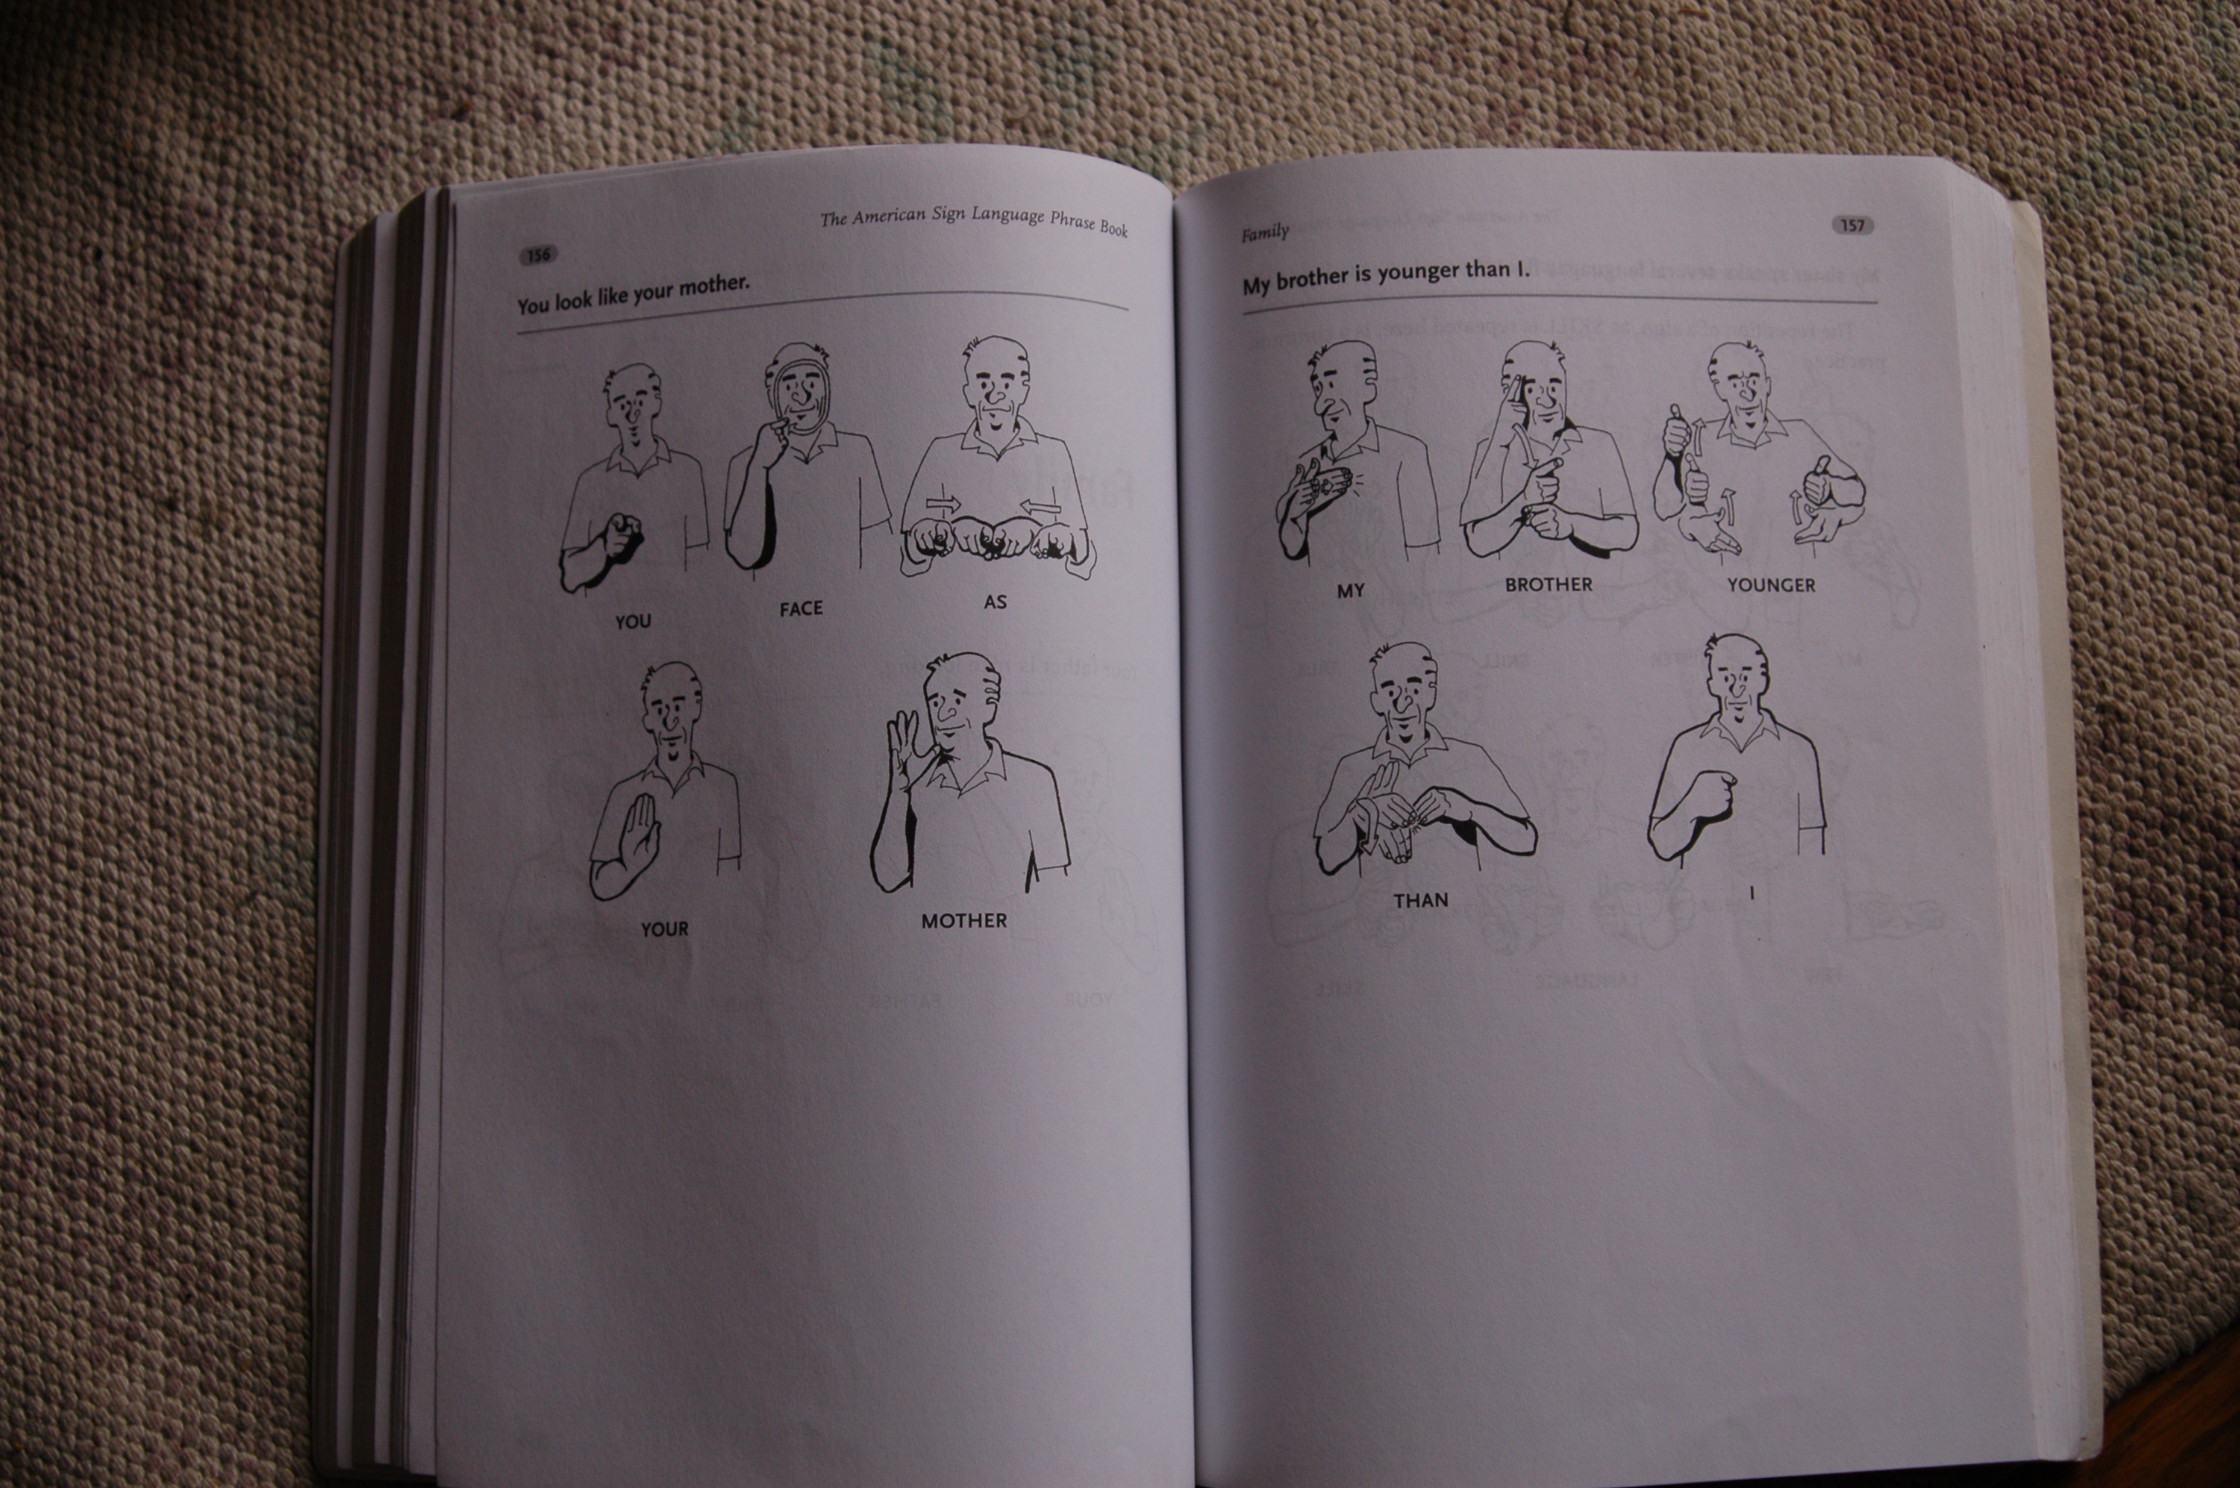 156
The American Sign Language Phrase Book
You look like your mother.
YOU FACE AS
YOUR MOTHER
Family
157
My brother is younger than I.
MY BROTHER YOUNGER
THAN I